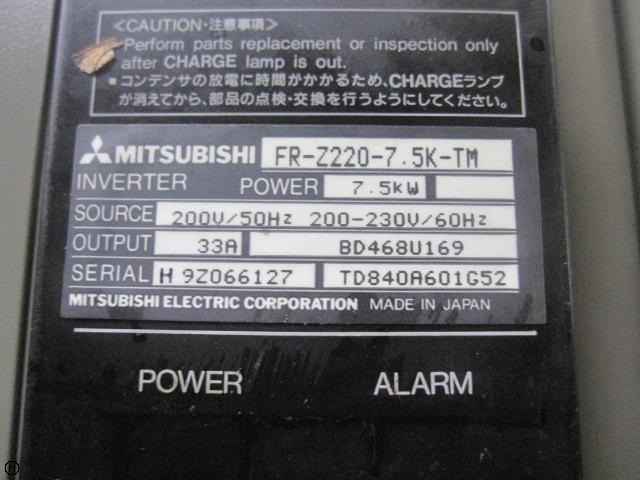 <CAUTION・注意事項>
Perform parts replacement or inspection only
after CHARGE lamp is out.
■コンデンサの放電に時間がかかるため、CHARGEランプ
が消えてから、部品の点検・交換を行うようにしてください。
MITSUBISHI FR-Z220-7.5K-TM
INVERTER POWER 7.5kW
SOURCE 200V/50Hz 200-230V/60Hz
OUTPUT 33A BD468U169
SERIAL H 9Z066127 TD840A601G52
MITSUBISHI ELECTRIC CORPORATION MADE IN JAPAN
POWER ALARM
H